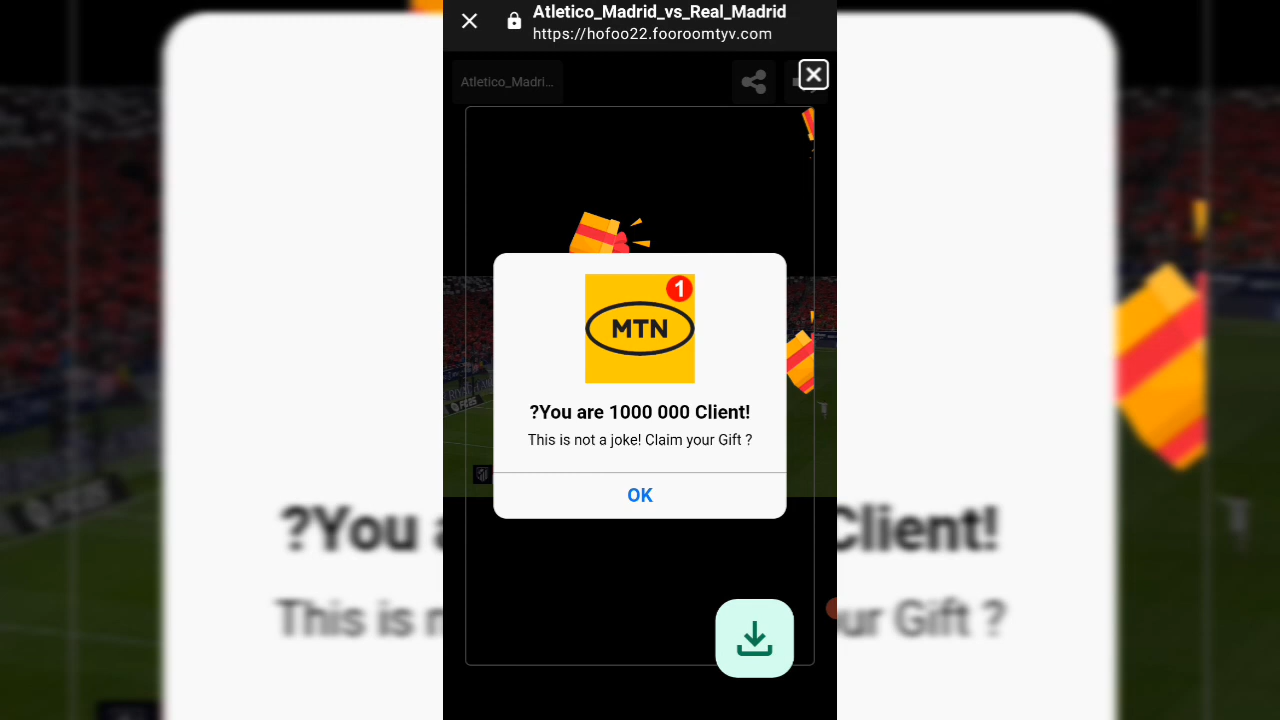 Atletico_Madrid_vs_Real_Madrid
https://hofoo22.fooroomtyv.com
Atletico_Madri...
1
MTN
?You are 1000 000 Client!
This is not a joke! Claim your Gift ?
OK
?You a
Client!
This is n
ur Gift ?